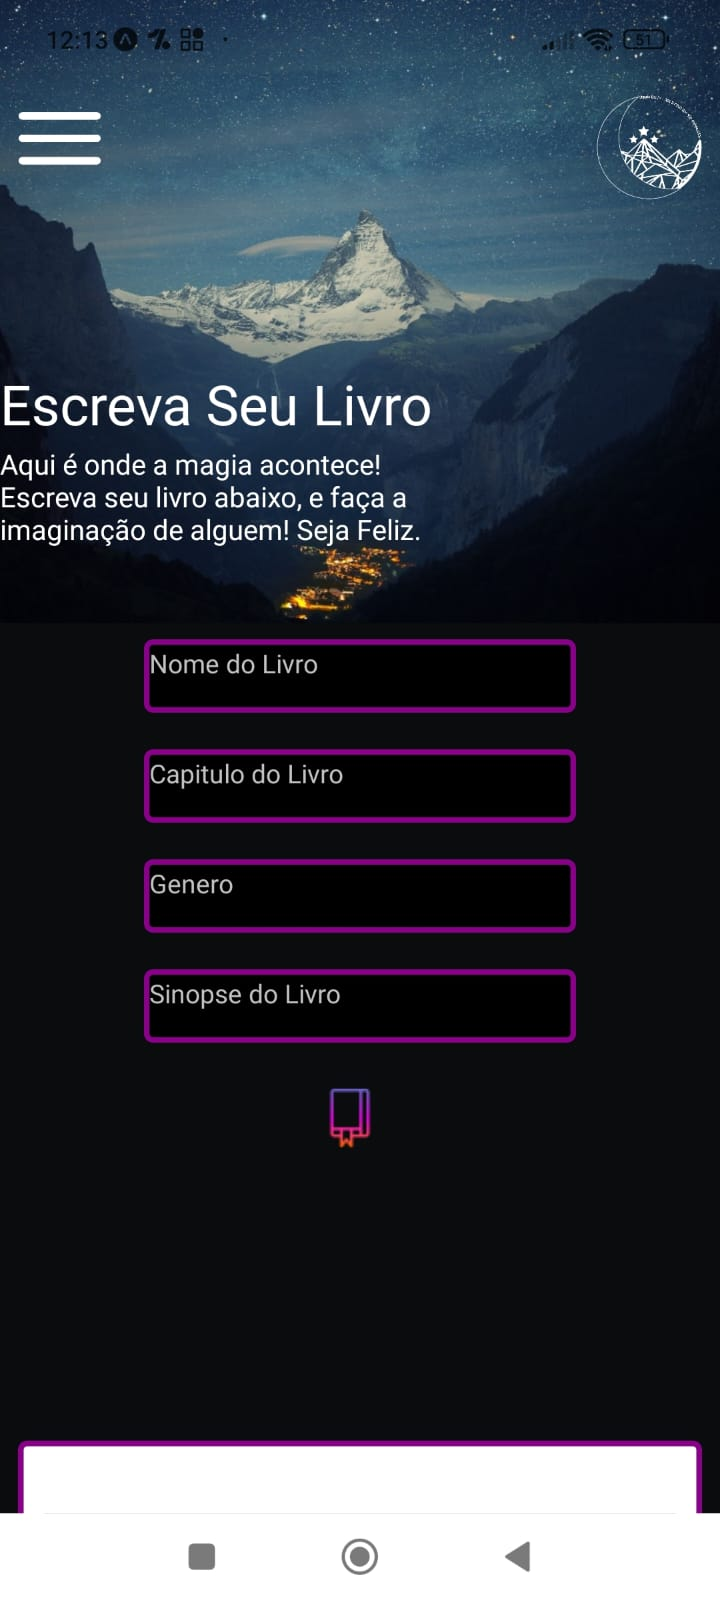 12:13
51
Escreva Seu Livro
Aqui é onde a magia acontece!
Escreva seu livro abaixo, e faça a
imaginação de alguem! Seja Feliz.
Nome do Livro
Capitulo do Livro
Genero
Sinopse do Livro